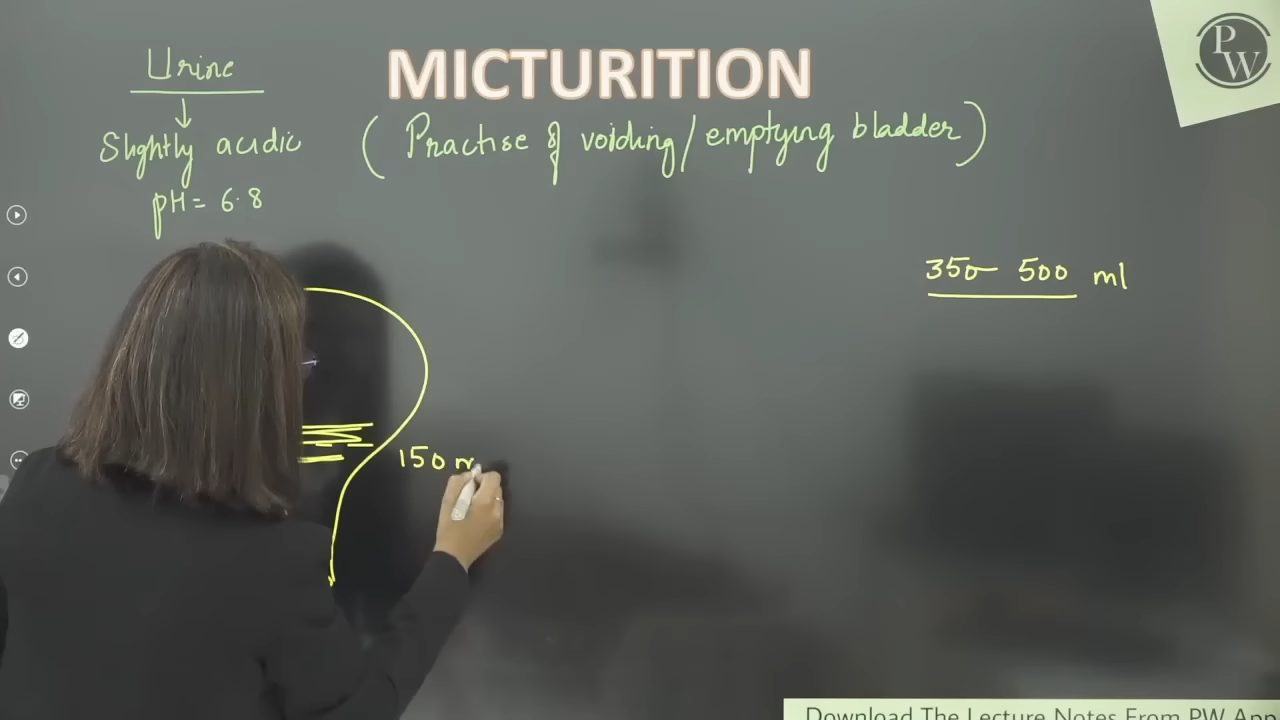 Urine
MICTURITION
Slightly acidic
(Practise of voiding/emptying bladder)
pH = 6.8
350- 500 ml
150 m
PW
Download The Lecture Notes From PW App